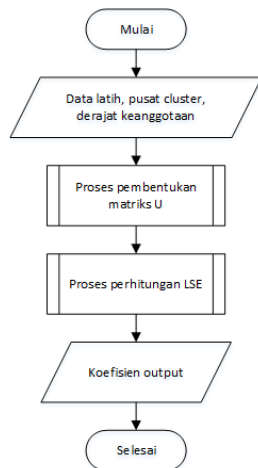 Mulai
Data latih, pusat cluster,
derajat keanggotaan
Proses pembentukan
matriks U
Proses perhitungan LSE
Koefisien output
Selesai